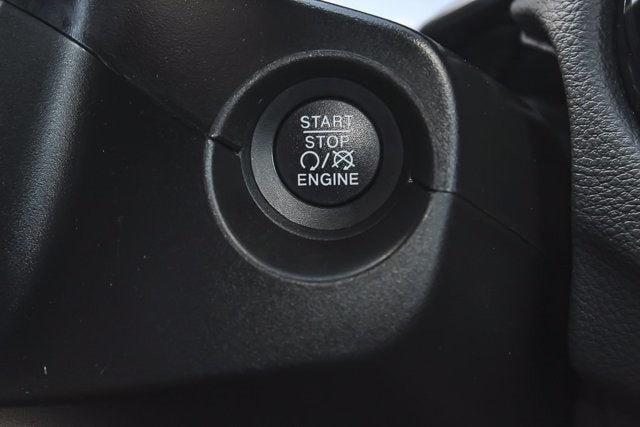 START
STOP
/
ENGINE